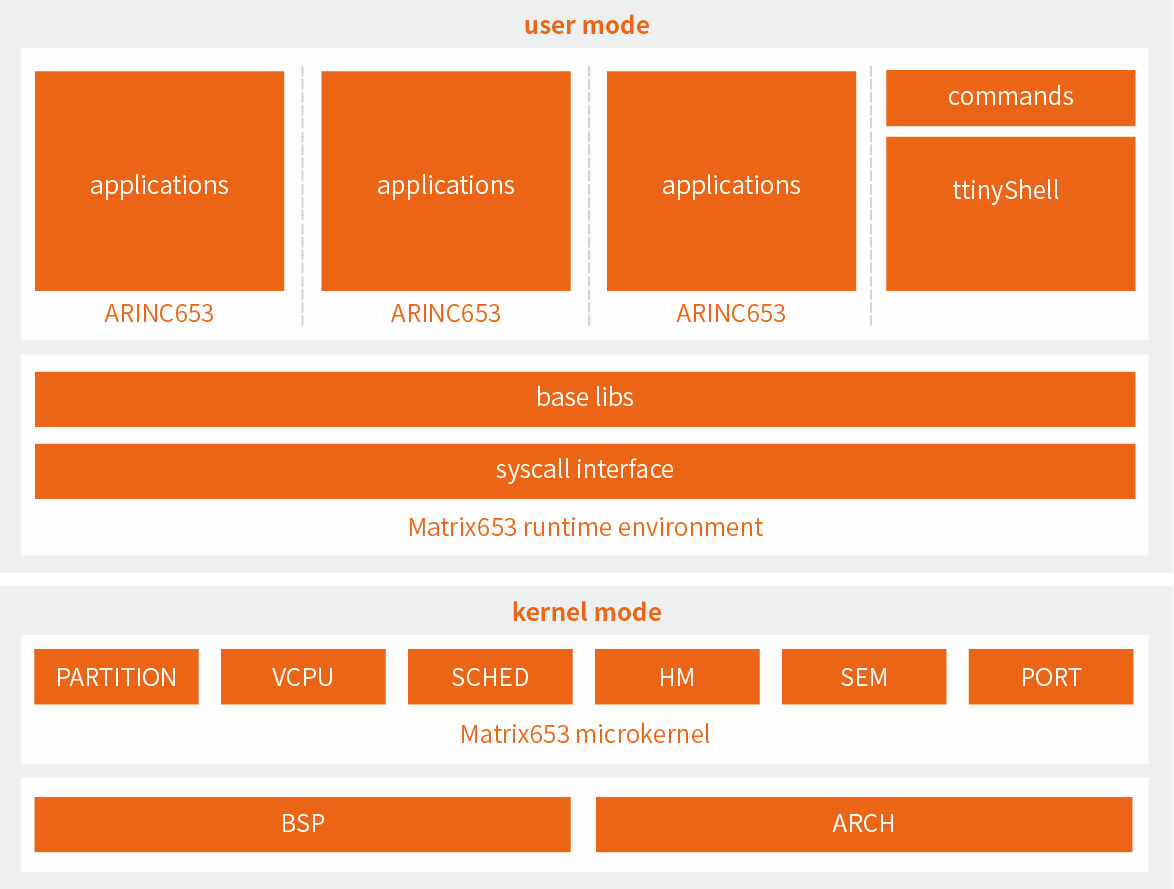 user mode
applications
applications
applications
commands
ttinyShell
ARINC653
ARINC653
ARINC653
base libs
syscall interface
Matrix653 runtime environment
kernel mode
PARTITION
VCPU
SCHED
HM
SEM
PORT
Matrix653 microkernel
BSP
ARCH